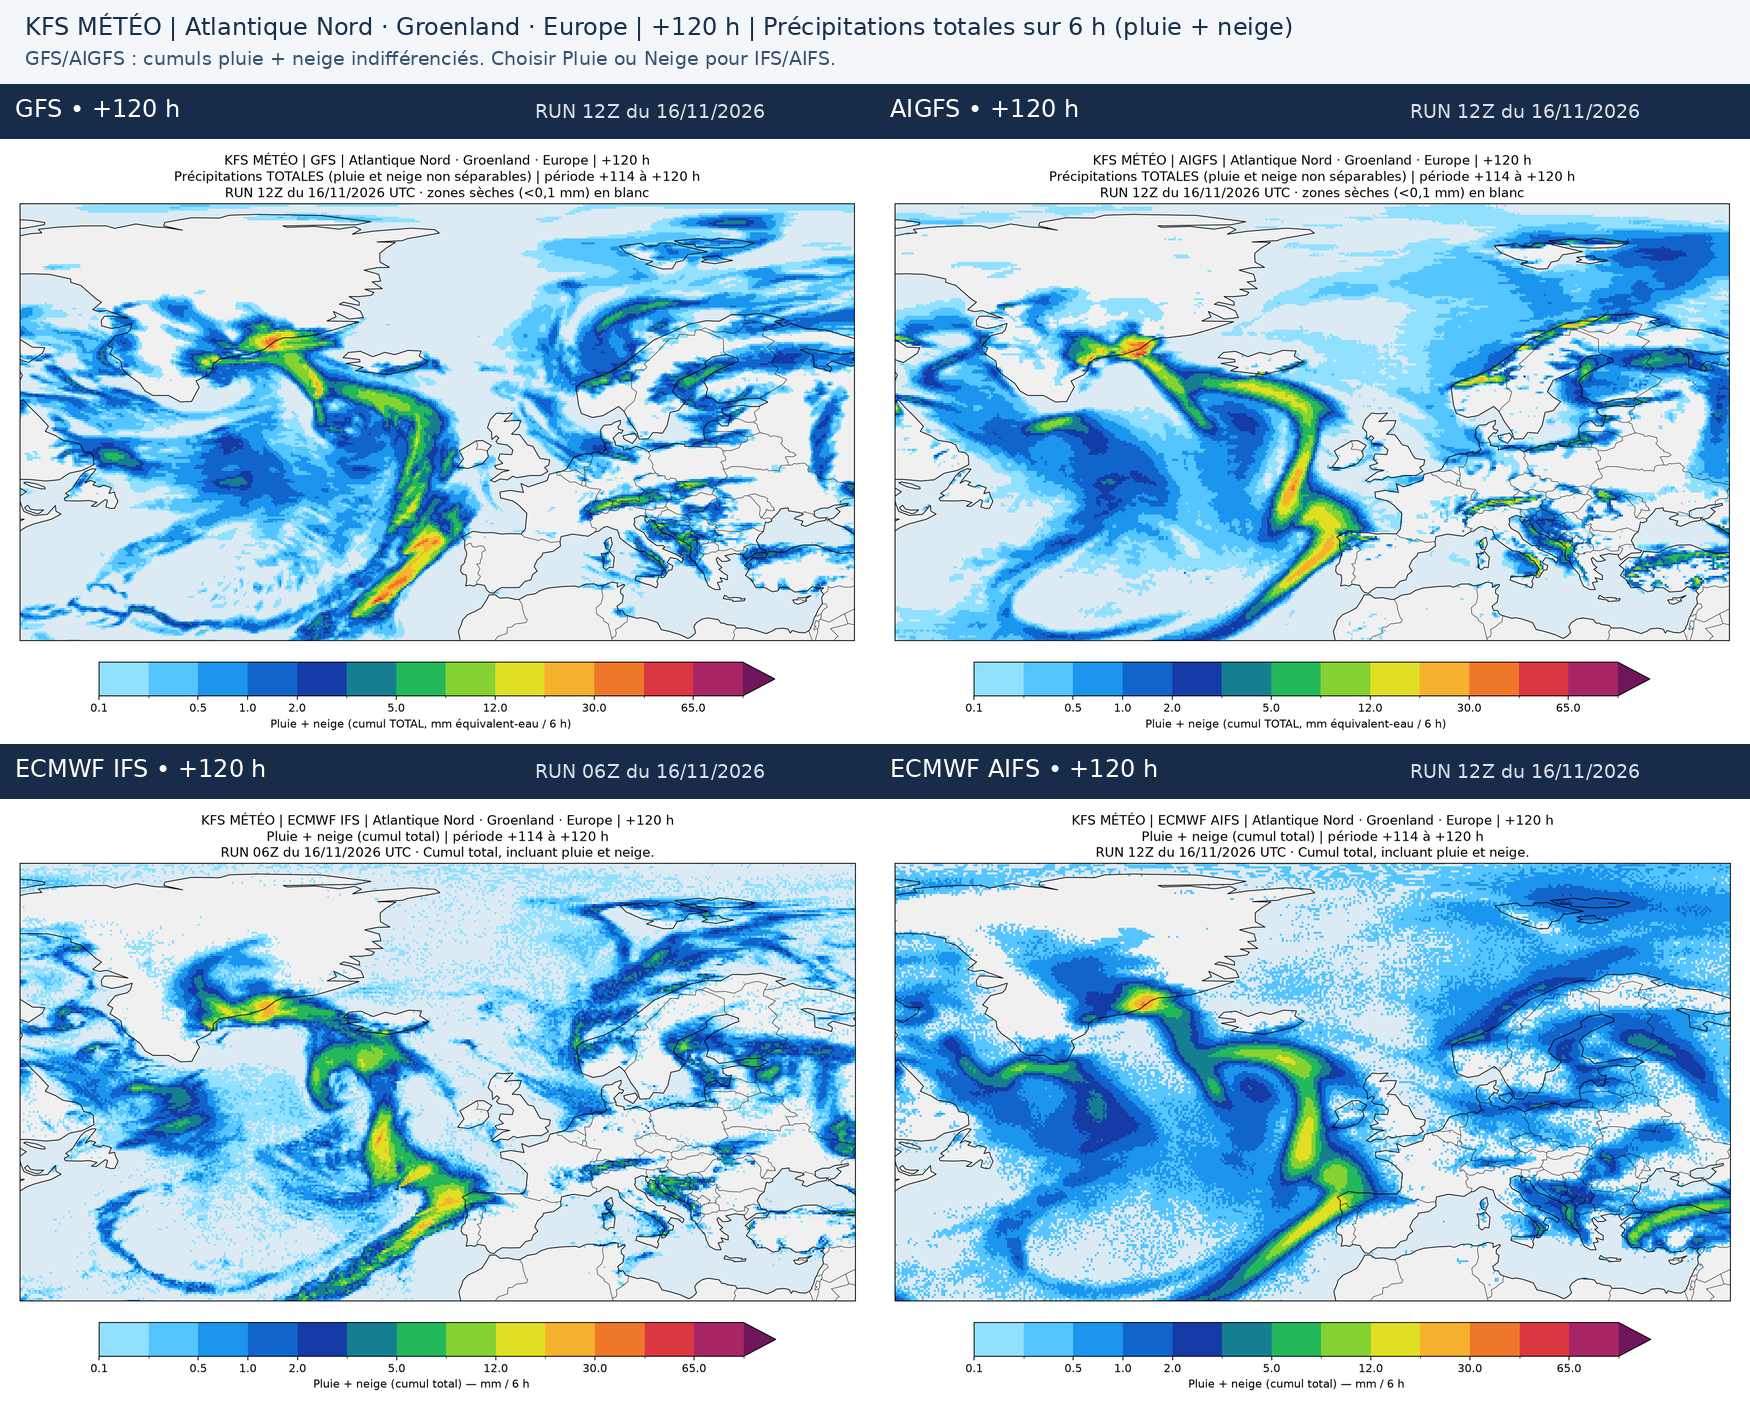 KFS MÉTÉO | Atlantique Nord · Groenland · Europe | +120 h | Précipitations totales sur 6 h (pluie + neige)
GFS/AIGFS : cumuls pluie + neige indifférenciés. Choisir Pluie ou Neige pour IFS/AIFS.
GFS • +120 h
RUN 12Z du 16/11/2026
KFS MÉTÉO | GFS | Atlantique Nord · Groenland · Europe | +120 h
Précipitations TOTALES (pluie et neige non séparables) | période +114 à +120 h
RUN 12Z du 16/11/2026 UTC · zones sèches (<0,1 mm) en blanc
0.1 0.5 1.0 2.0 5.0 12.0 30.0 65.0
Pluie + neige (cumul TOTAL, mm équivalent-eau / 6 h)
AIGFS • +120 h
RUN 12Z du 16/11/2026
KFS MÉTÉO | AIGFS | Atlantique Nord · Groenland · Europe | +120 h
Précipitations TOTALES (pluie et neige non séparables) | période +114 à +120 h
RUN 12Z du 16/11/2026 UTC · zones sèches (<0,1 mm) en blanc
0.1 0.5 1.0 2.0 5.0 12.0 30.0 65.0
Pluie + neige (cumul TOTAL, mm équivalent-eau / 6 h)
ECMWF IFS • +120 h
RUN 06Z du 16/11/2026
KFS MÉTÉO | ECMWF IFS | Atlantique Nord · Groenland · Europe | +120 h
Pluie + neige (cumul total) | période +114 à +120 h
RUN 06Z du 16/11/2026 UTC · Cumul total, incluant pluie et neige.
0.1 0.5 1.0 2.0 5.0 12.0 30.0 65.0
Pluie + neige (cumul total) — mm / 6 h
ECMWF AIFS • +120 h
RUN 12Z du 16/11/2026
KFS MÉTÉO | ECMWF AIFS | Atlantique Nord · Groenland · Europe | +120 h
Pluie + neige (cumul total) | période +114 à +120 h
RUN 12Z du 16/11/2026 UTC · Cumul total, incluant pluie et neige.
0.1 0.5 1.0 2.0 5.0 12.0 30.0 65.0
Pluie + neige (cumul total) — mm / 6 h